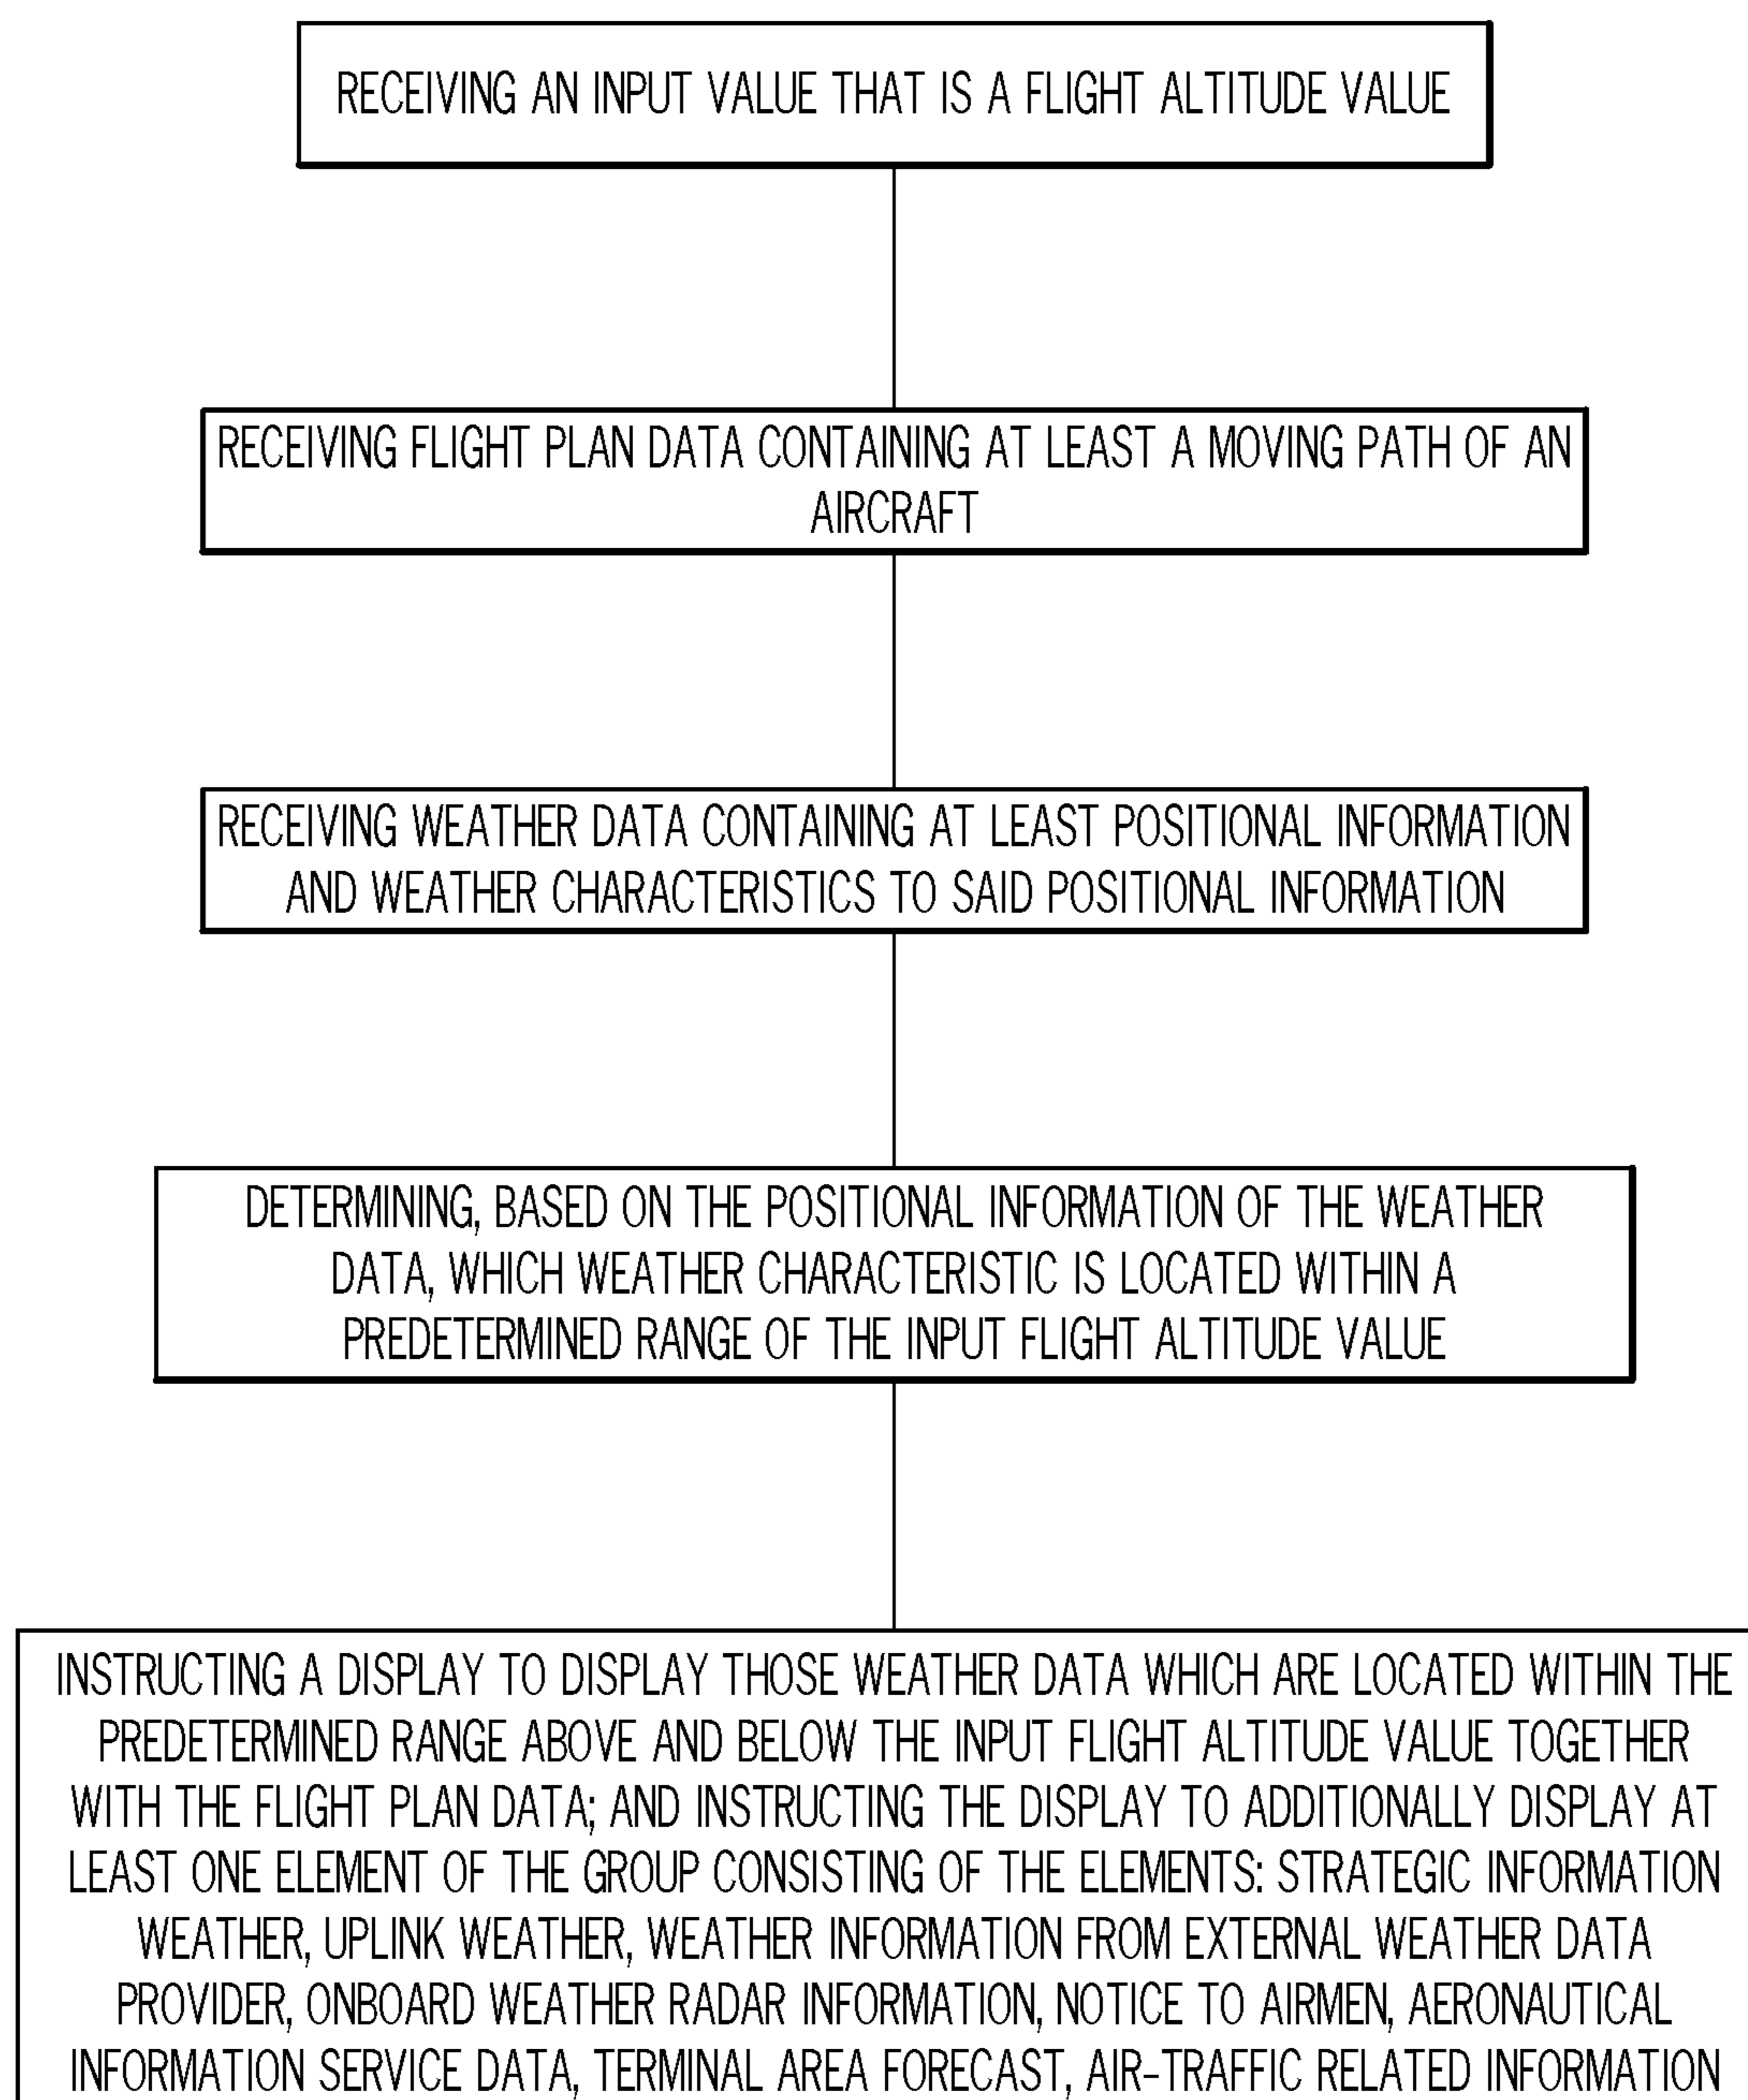 RECEIVING AN INPUT VALUE THAT IS A FLIGHT ALTITUDE VALUE
RECEIVING FLIGHT PLAN DATA CONTAINING AT LEAST A MOVING PATH OF AN
AIRCRAFT
RECEIVING WEATHER DATA CONTAINING AT LEAST POSITIONAL INFORMATION
AND WEATHER CHARACTERISTICS TO SAID POSITIONAL INFORMATION
DETERMINING, BASED ON THE POSITIONAL INFORMATION OF THE WEATHER
DATA, WHICH WEATHER CHARACTERISTIC IS LOCATED WITHIN A
PREDETERMINED RANGE OF THE INPUT FLIGHT ALTITUDE VALUE
INSTRUCTING A DISPLAY TO DISPLAY THOSE WEATHER DATA WHICH ARE LOCATED WITHIN THE
PREDETERMINED RANGE ABOVE AND BELOW THE INPUT FLIGHT ALTITUDE VALUE TOGETHER
WITH THE FLIGHT PLAN DATA; AND INSTRUCTING THE DISPLAY TO ADDITIONALLY DISPLAY AT
LEAST ONE ELEMENT OF THE GROUP CONSISTING OF THE ELEMENTS: STRATEGIC INFORMATION
WEATHER, UPLINK WEATHER, WEATHER INFORMATION FROM EXTERNAL WEATHER DATA
PROVIDER, ONBOARD WEATHER RADAR INFORMATION, NOTICE TO AIRMEN, AERONAUTICAL
INFORMATION SERVICE DATA, TERMINAL AREA FORECAST, AIR-TRAFFIC RELATED INFORMATION